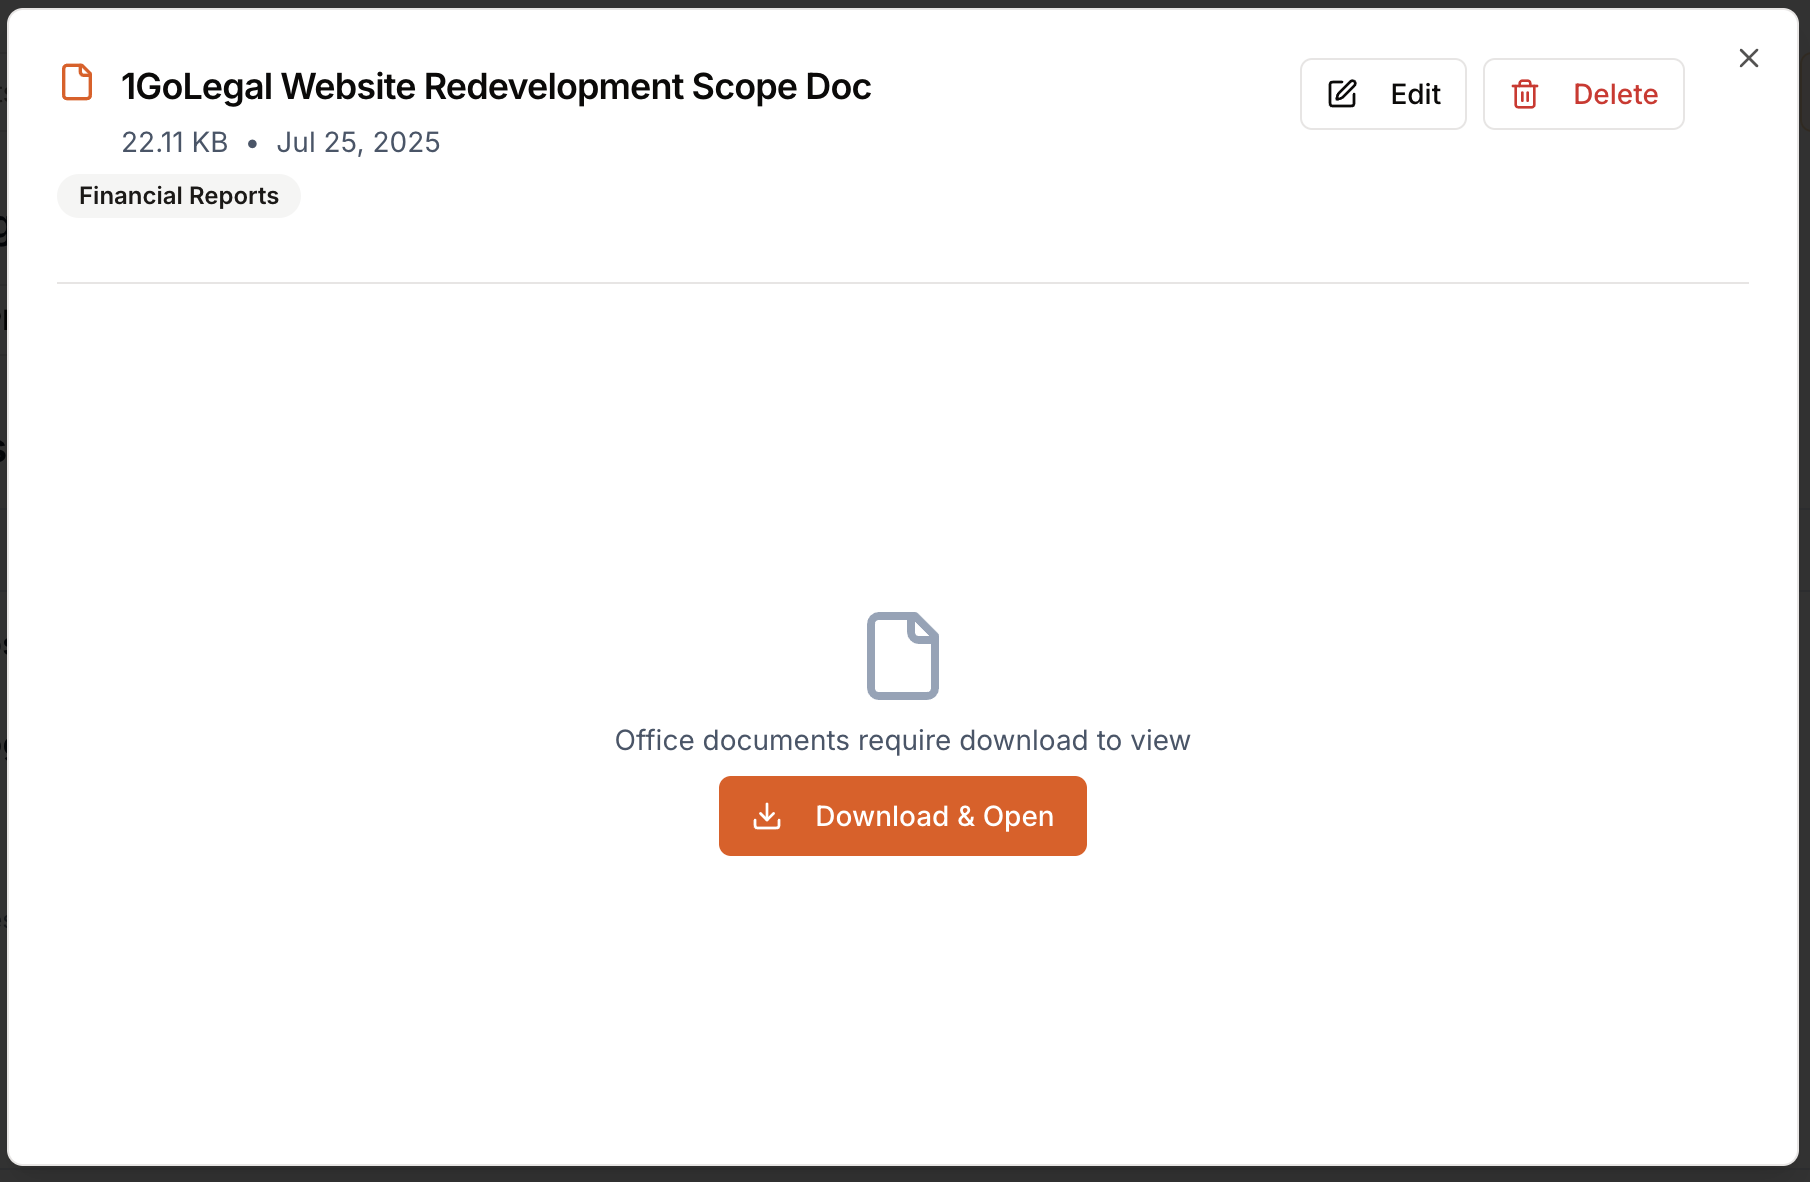 1GoLegal Website Redevelopment Scope Doc
22.11 KB • Jul 25, 2025
Financial Reports
Edit
Delete
Office documents require download to view
Download & Open